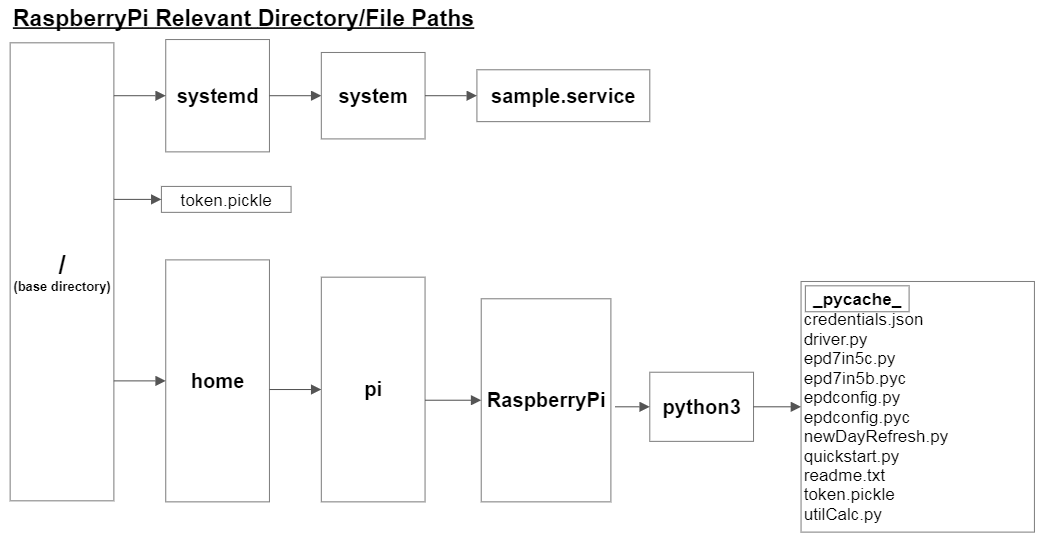 RaspberryPi Relevant Directory/File Paths
systemd
system
sample.service
token.pickle
/
(base directory)
home
pi
RaspberryPi
python3
_pycache_
credentials.json
driver.py
epd7in5c.py
epd7in5b.pyc
epdconfig.py
epdconfig.pyc
newDayRefresh.py
quickstart.py
readme.txt
token.pickle
utilCalc.py